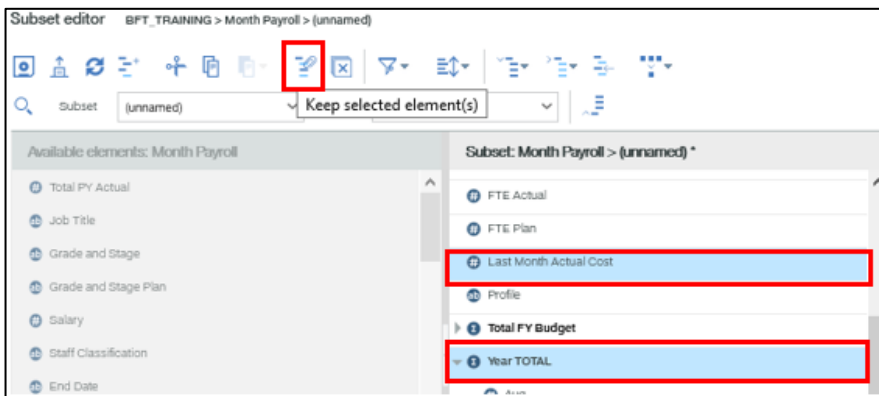 Subset editor BFT_TRAINING > Month Payroll > (unnamed)
Subset (unnamed) Keep selected element(s)
Available elements: Month Payroll
Total PY Actual
Job Title
Grade and Stage
Grade and Stage Plan
Salary
Staff Classification
End Date
Subset: Month Payroll > (unnamed) *
FTE Actual
FTE Plan
Last Month Actual Cost
Profile
Total FY Budget
Year TOTAL
Aug